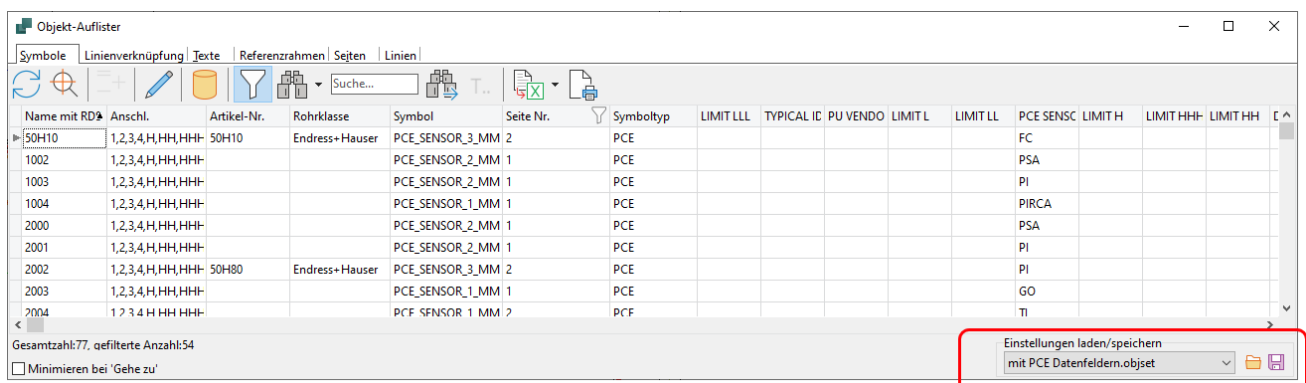 Objekt-Auflister
Symbole Linienverknüpfung Texte Referenzrahmen Seiten Linien
Suche... T..
Name mit RDS Anschl. Artikel-Nr. Rohrklasse Symbol Seite Nr. Symboltyp LIMIT LLL TYPICAL ID PU VENDO LIMIT L LIMIT LL PCE SENSC LIMIT H LIMIT HHH LIMIT HH
50H10 1,2,3,4,H,HH,HHH 50H10 Endress+Hauser PCE_SENSOR_3_MM 2 PCE FC
1002 1,2,3,4,H,HH,HHH PCE_SENSOR_2_MM 1 PCE PSA
1003 1,2,3,4,H,HH,HHH PCE_SENSOR_2_MM 1 PCE PI
1004 1,2,3,4,H,HH,HHH PCE_SENSOR_1_MM 1 PCE PIRCA
2000 1,2,3,4,H,HH,HHH PCE_SENSOR_2_MM 1 PCE PSA
2001 1,2,3,4,H,HH,HHH PCE_SENSOR_2_MM 1 PCE PI
2002 1,2,3,4,H,HH,HHH 50H80 Endress+Hauser PCE_SENSOR_3_MM 2 PCE PI
2003 1,2,3,4,H,HH,HHH PCE_SENSOR_1_MM 1 PCE GO
2004 1,2,3,4,H,HH,HHH PCE_SENSOR_1_MM 2 PCE TI
Gesamtzahl:77, gefilterte Anzahl:54
Minimieren bei 'Gehe zu'
Einstellungen laden/speichern
mit PCE Datenfeldern.objset